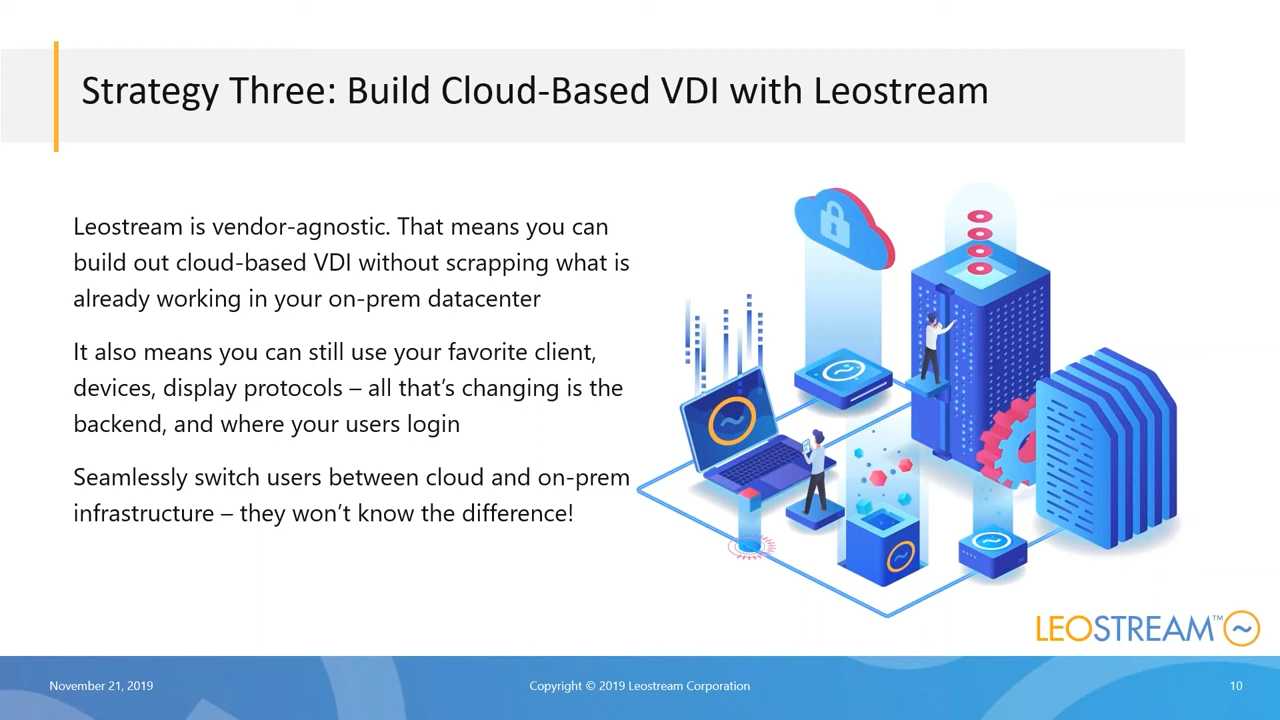 Strategy Three: Build Cloud-Based VDI with Leostream
Leostream is vendor-agnostic. That means you can
build out cloud-based VDI without scrapping what is
already working in your on-prem datacenter
It also means you can still use your favorite client,
devices, display protocols – all that's changing is the
backend, and where your users login
Seamlessly switch users between cloud and on-prem
infrastructure – they won't know the difference!
LEOSTREAM™
November 21, 2019
Copyright © 2019 Leostream Corporation
10